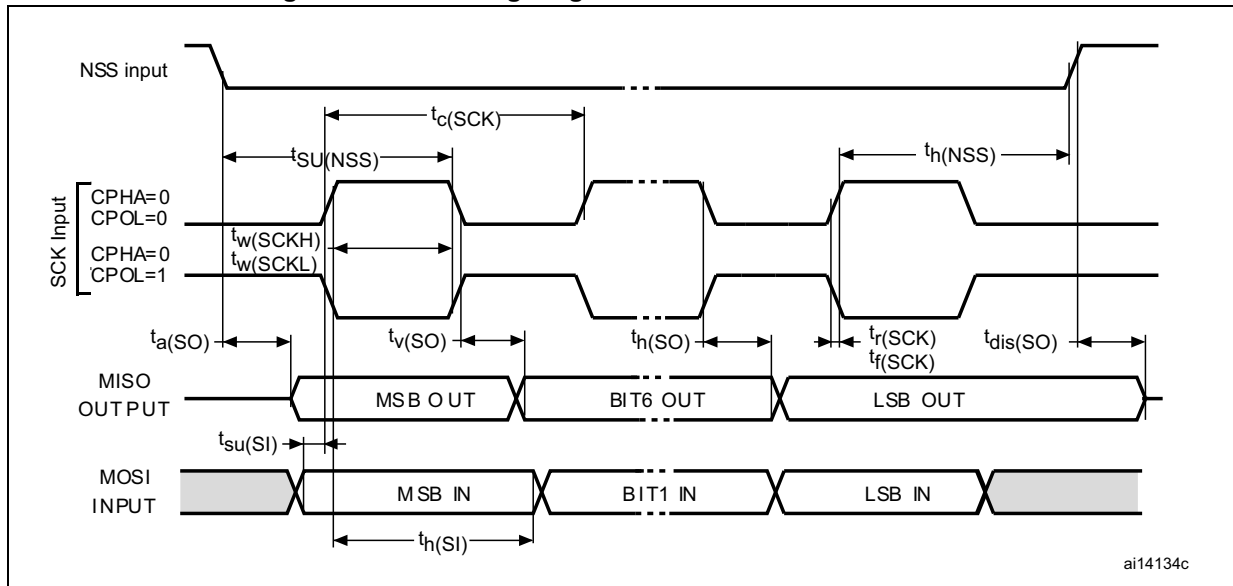 NSS input
tc(SCK)
tSU(NSS)
th(NSS)
SCK Input
CPHA=0
CPOL=0
CPHA=0
CPOL=1
tw(SCKH)
tw(SCKL)
ta(SO)
tv(SO)
th(SO)
tr(SCK)
tf(SCK)
tdis(SO)
MISO
OUTPUT
MSB OUT
BIT6 OUT
LSB OUT
tsu(SI)
MOSI
INPUT
MSB IN
BIT1 IN
LSB IN
th(SI)
ai14134c